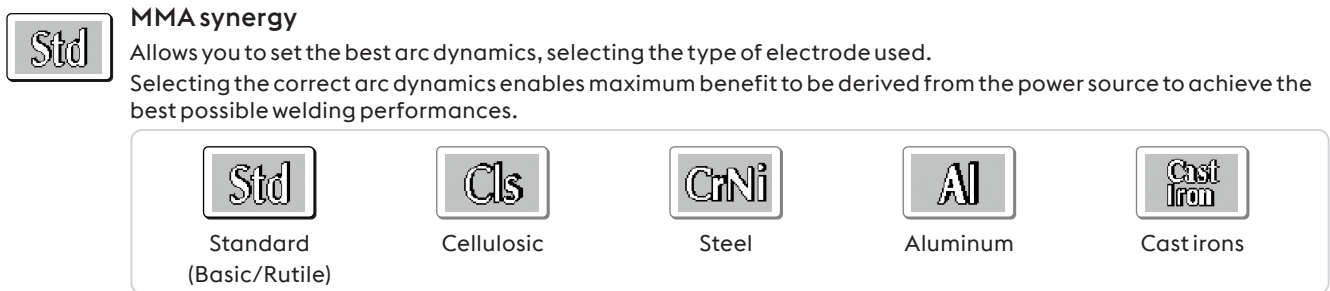 Std
MMA synergy
Allows you to set the best arc dynamics, selecting the type of electrode used.
Selecting the correct arc dynamics enables maximum benefit to be derived from the power source to achieve the
best possible welding performances.
Std Cls CrNi Al Cast
Iron
Standard Cellulosic Steel Aluminum Cast irons
(Basic/Rutile)